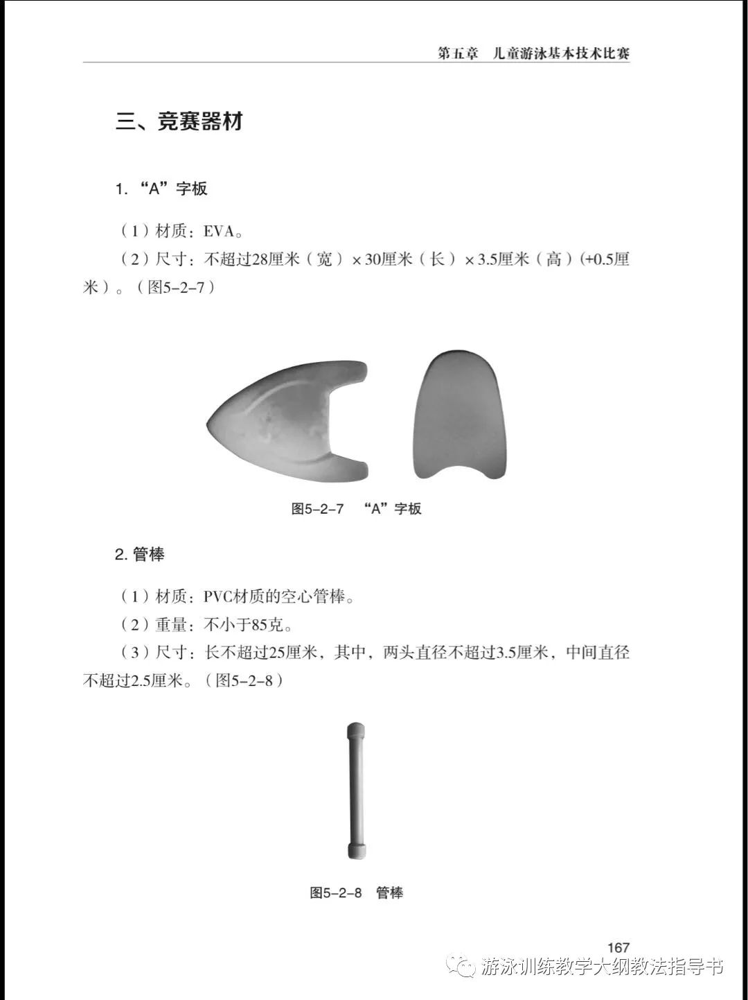 第五章　儿童游泳基本技术比赛
三、竞赛器材
1. “A”字板
（1）材质：EVA。
（2）尺寸：不超过28厘米（宽）×30厘米（长）×3.5厘米（高）(+0.5厘
米）。（图5–2–7）
图5–2–7　“A”字板
2. 管棒
（1）材质：PVC材质的空心管棒。
（2）重量：不小于85克。
（3）尺寸：长不超过25厘米，其中，两头直径不超过3.5厘米，中间直径
不超过2.5厘米。（图5–2–8）
图5–2–8　管棒
167
游泳训练教学大纲教法指导书